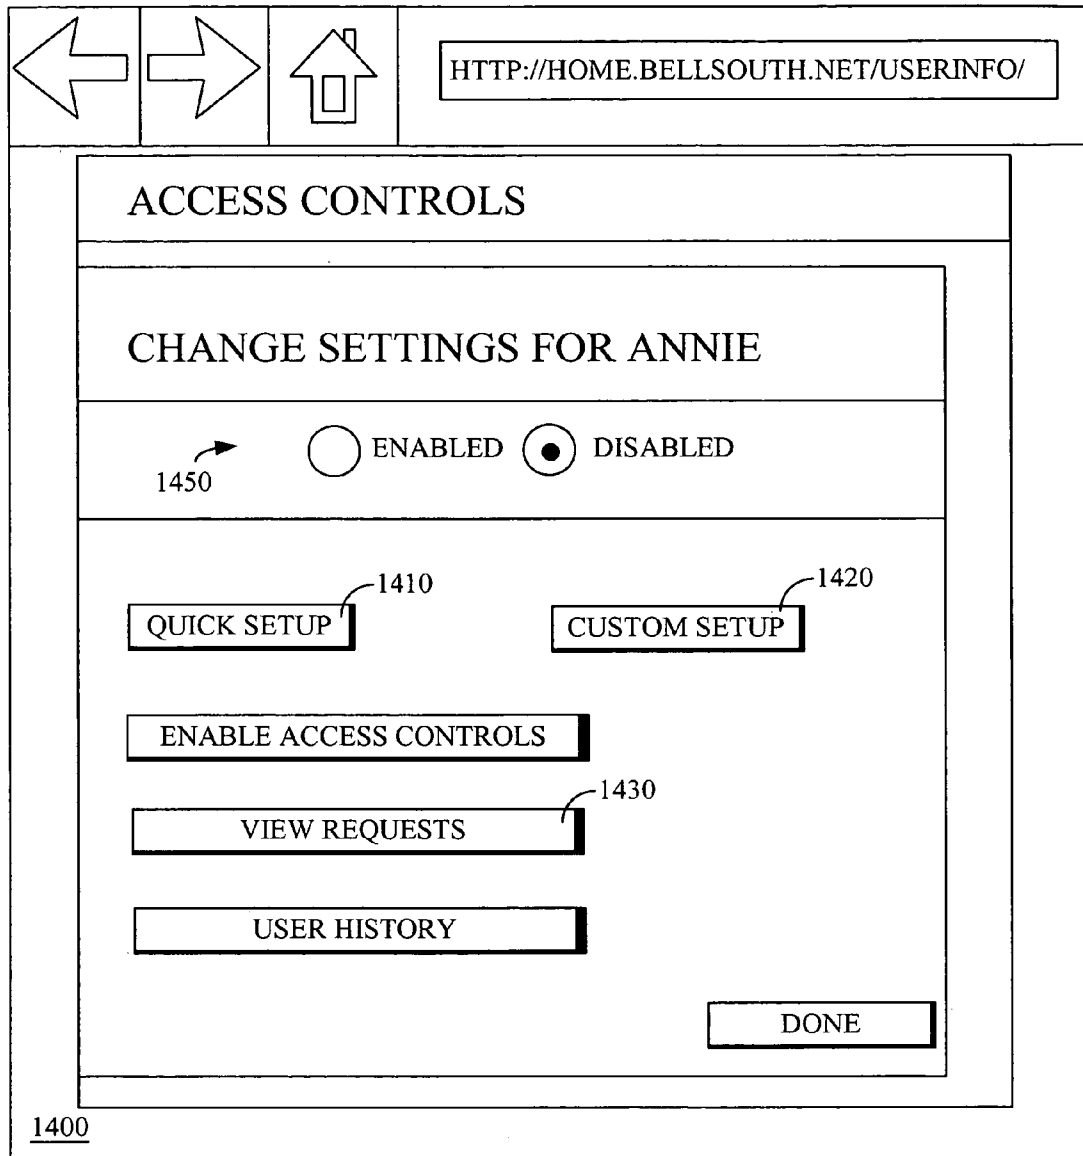 HTTP://HOME.BELLSOUTH.NET/USERINFO/
ACCESS CONTROLS
CHANGE SETTINGS FOR ANNIE
1450 ENABLED DISABLED
1410 1420
QUICK SETUP CUSTOM SETUP
ENABLE ACCESS CONTROLS
1430
VIEW REQUESTS
USER HISTORY
DONE
1400